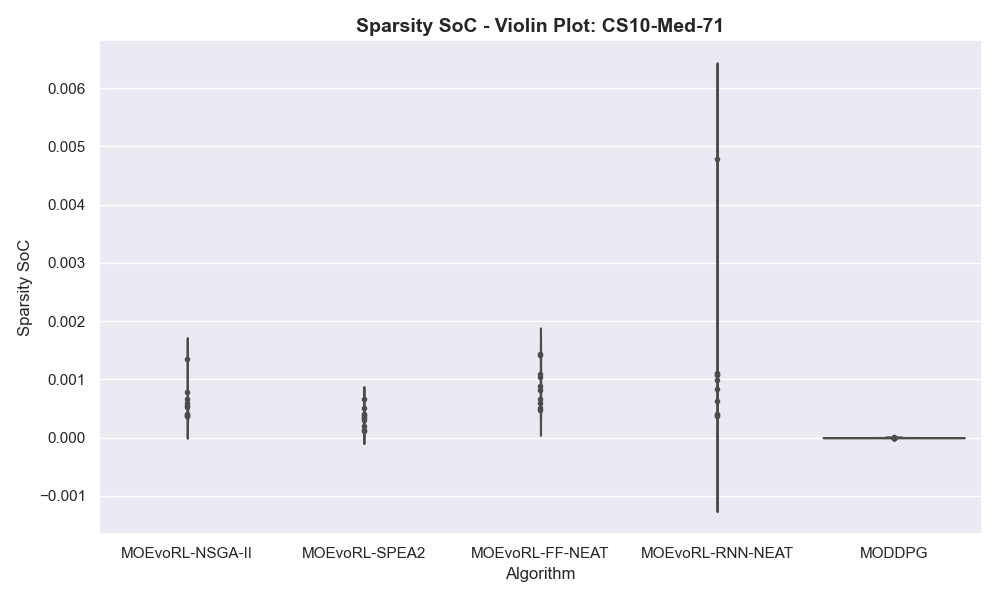 Sparsity SoC - Violin Plot: CS10-Med-71
Sparsity SoC
0.006
0.005
0.004
0.003
0.002
0.001
0.000
−0.001
MOEvoRL-NSGA-II
MOEvoRL-SPEA2
MOEvoRL-FF-NEAT
MOEvoRL-RNN-NEAT
MODDPG
Algorithm